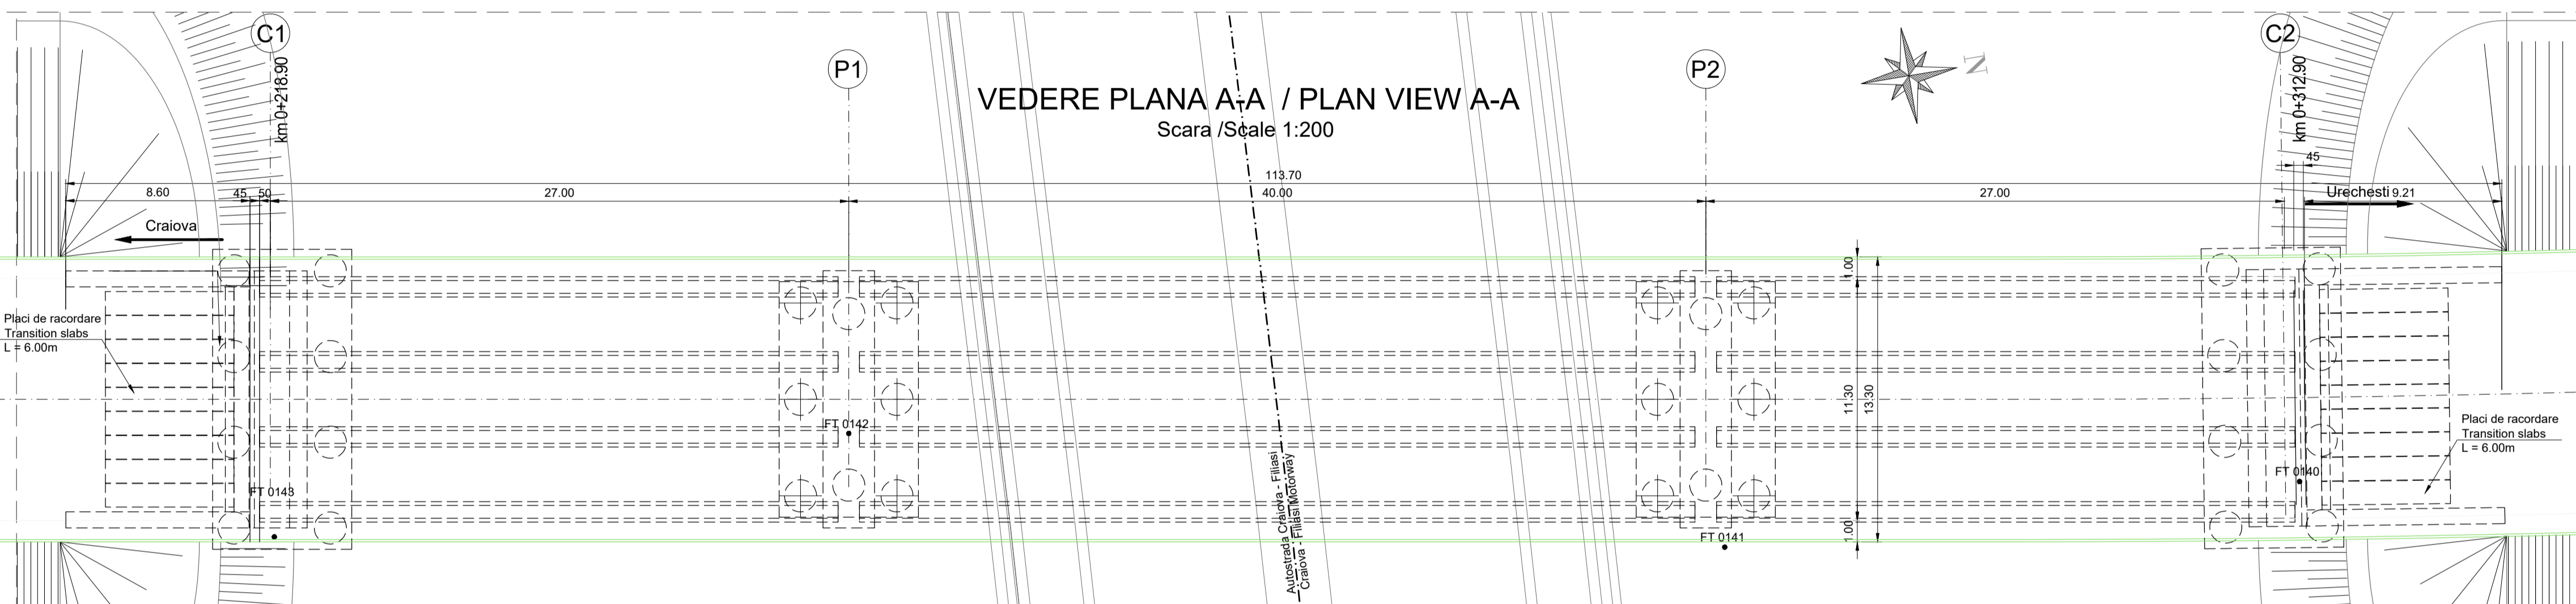 C1
km 0+218.90
P1
P2
C2
km 0+312.90
N
VEDERE PLANA A-A / PLAN VIEW A-A
Scara /Scale 1:200
113.70
8.60
45
50
27.00
40.00
27.00
45
Urechesti
9.21
Craiova
1.00
11.30
13.30
1.00
Placi de racordare
Transition slabs
L = 6.00m
Placi de racordare
Transition slabs
L = 6.00m
FT 0143
FT 0142
FT 0141
FT 0140
Autostrada Craiova - Filiasi
Craiova - Filiasi Motorway